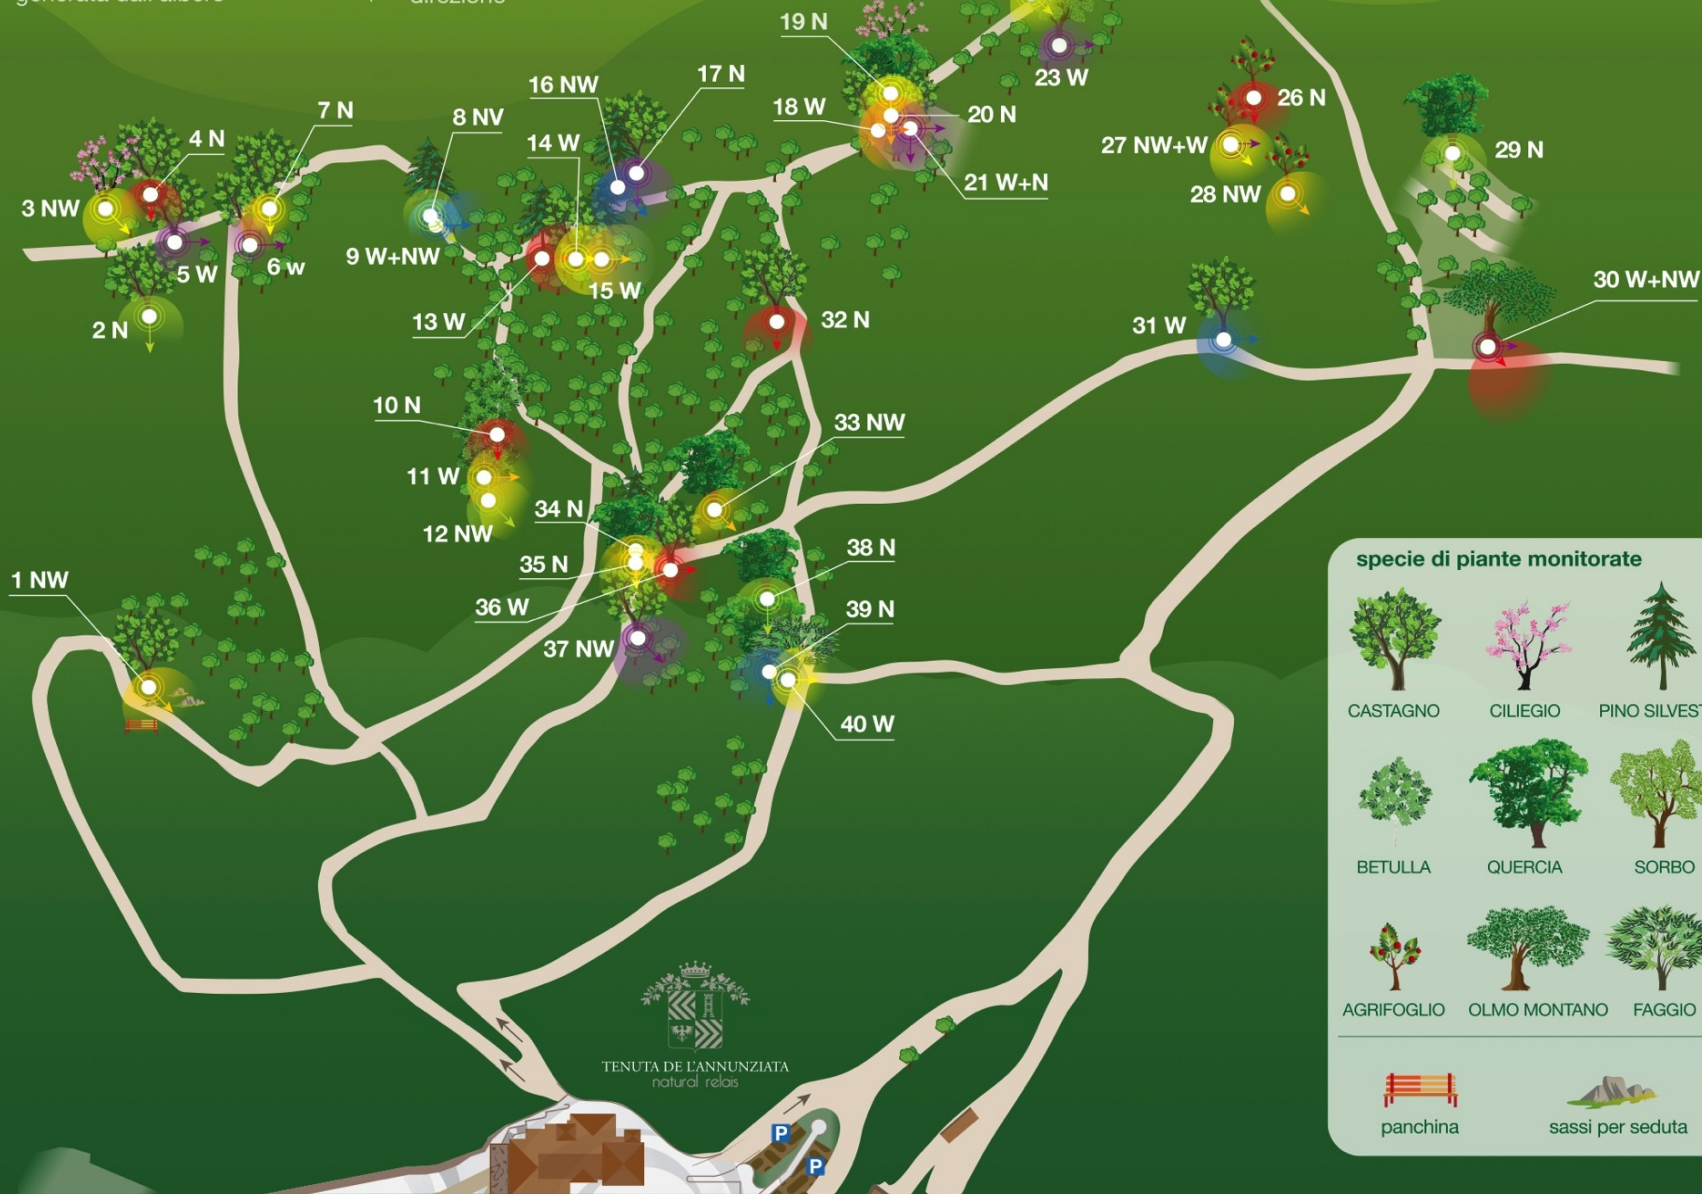 direzione
19 N
17 N
16 NW
23 W
26 N
7 N
8 NV
18 W
20 N
4 N
14 W
27 NW+W
29 N
21 W+N
28 NW
3 NW
9 W+NW
5 W
6 w
15 W
30 W+NW
2 N
13 W
32 N
31 W
10 N
33 NW
11 W
34 N
12 NW
38 N
35 N
1 NW
36 W
39 N
37 NW
40 W
specie di piante monitorate
CASTAGNO
CILIEGIO
PINO SILVEST
BETULLA
QUERCIA
SORBO
AGRIFOGLIO
OLMO MONTANO
FAGGIO
panchina
sassi per seduta
TENUTA DE L'ANNUNZIATA
natural relais
P
P